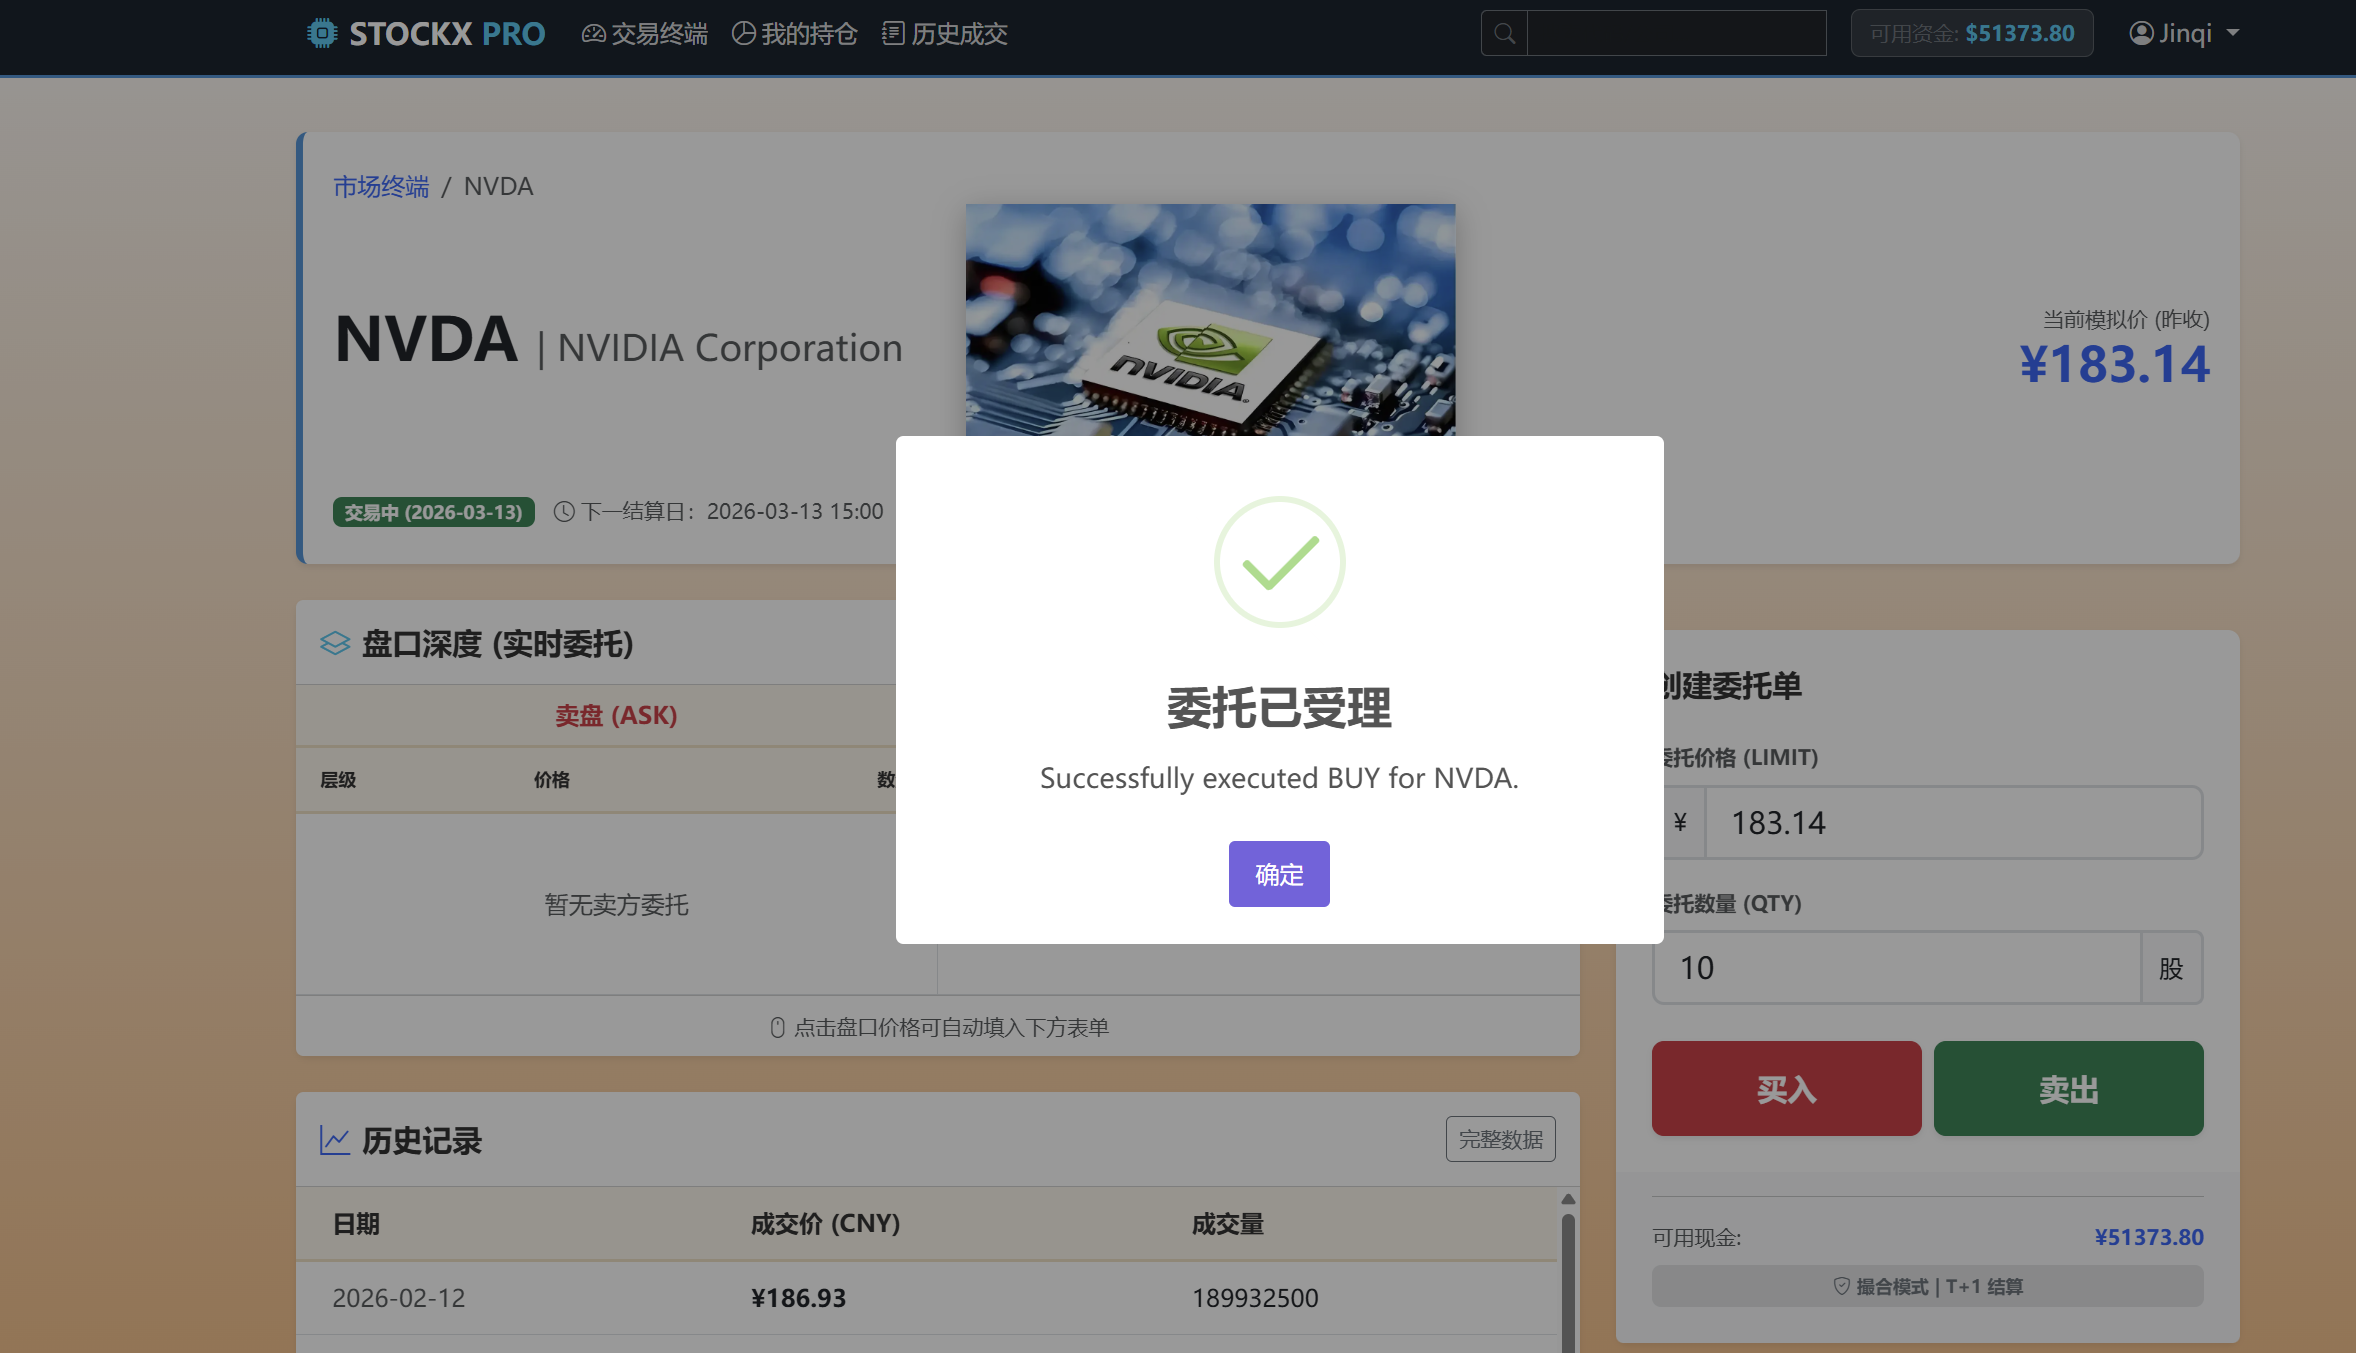 STOCKX PRO 交易终端 我的持仓 历史成交 可用资金: $51373.80 Jinqi
市场终端 / NVDA
NVDA | NVIDIA Corporation
nVIDIA.
当前模拟价 (昨收)
¥183.14
交易中 (2026-03-13) 下一结算日：2026-03-13 15:00
委托已受理
Successfully executed BUY for NVDA.
确定
盘口深度 (实时委托)
卖盘 (ASK)
层级 价格 数
暂无卖方委托
点击盘口价格可自动填入下方表单
创建委托单
委托价格 (LIMIT)
¥ 183.14
委托数量 (QTY)
10 股
买入 卖出
可用现金: ¥51373.80
撮合模式 | T+1 结算
历史记录 完整数据
日期 成交价 (CNY) 成交量
2026-02-12 ¥186.93 189932500